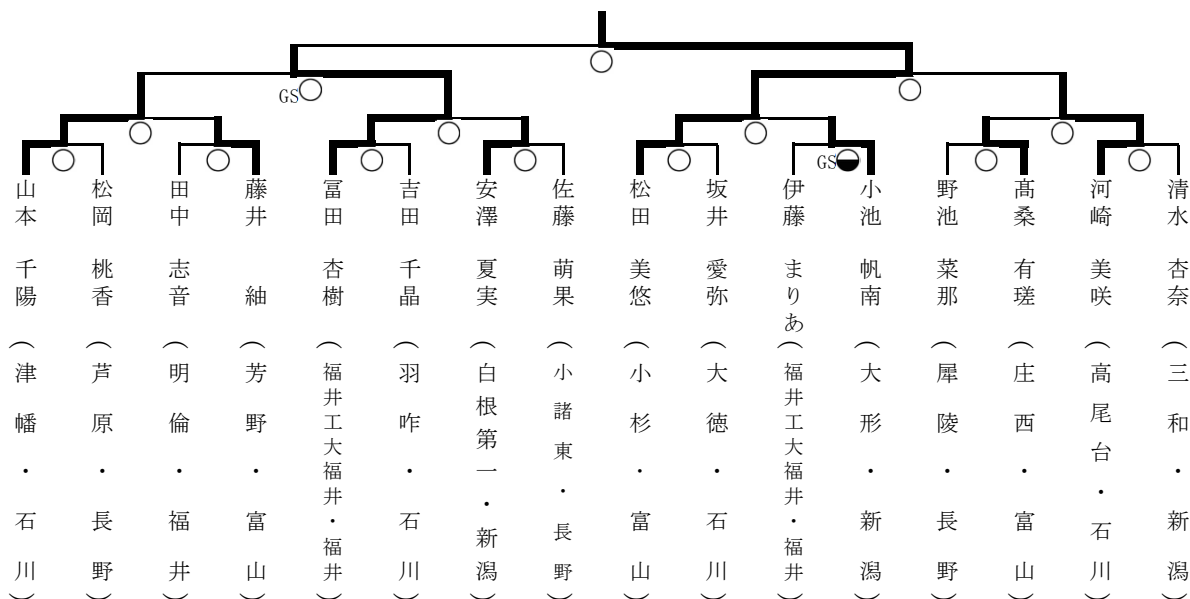 GS
GS
山本 千陽（津幡・石川）
松岡 桃香（芦原・長野）
田中 志音（明倫・福井）
藤井 紬（芳野・富山）
冨田 杏樹（福井工大福井・福井）
吉田 千晶（羽咋・石川）
安澤 夏実（白根第一・新潟）
佐藤 萌果（小諸東・長野）
松田 美悠（小杉・富山）
坂井 愛弥（大徳・石川）
伊藤 まりあ（福井工大福井・福井）
小池 帆南（大形・新潟）
野池 菜那（犀陵・長野）
髙桑 有瑳（庄西・富山）
河崎 美咲（高尾台・石川）
清水 杏奈（三和・新潟）